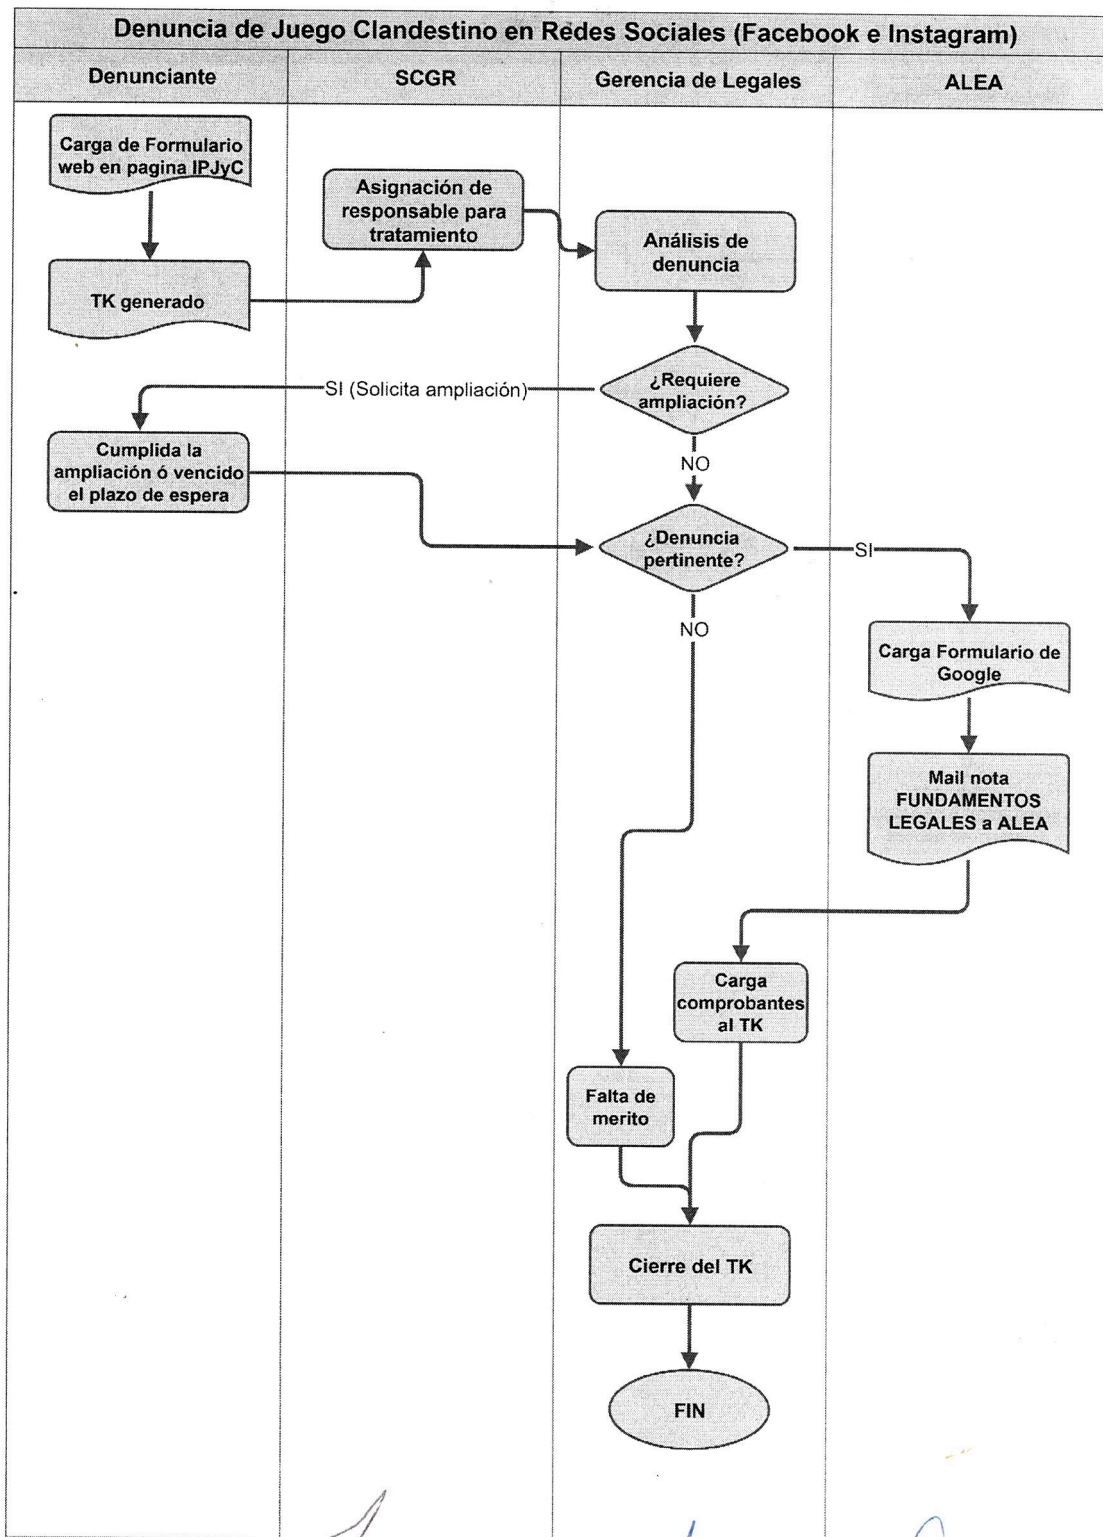 Denuncia de Juego Clandestino en Redes Sociales (Facebook e Instagram)
Denunciante
SCGR
Gerencia de Legales
ALEA
Carga de Formulario
web en pagina IPJyC
TK generado
Asignación de
responsable para
tratamiento
Análisis de
denuncia
¿Requiere
ampliación?
SI (Solicita ampliación)
NO
Cumplida la
ampliación ó vencido
el plazo de espera
¿Denuncia
pertinente?
SI
NO
Carga Formulario de
Google
Mail nota
FUNDAMENTOS
LEGALES a ALEA
Carga
comprobantes
al TK
Falta de
merito
Cierre del TK
FIN